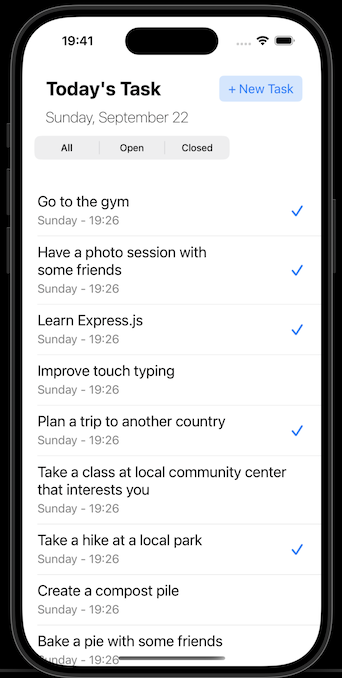 19:41
Today's Task
+ New Task
Sunday, September 22
All
Open
Closed
Go to the gym
Sunday - 19:26
Have a photo session with
some friends
Sunday - 19:26
Learn Express.js
Sunday - 19:26
Improve touch typing
Sunday - 19:26
Plan a trip to another country
Sunday - 19:26
Take a class at local community center
that interests you
Sunday - 19:26
Take a hike at a local park
Sunday - 19:26
Create a compost pile
Sunday - 19:26
Bake a pie with some friends
Sunday - 19:26